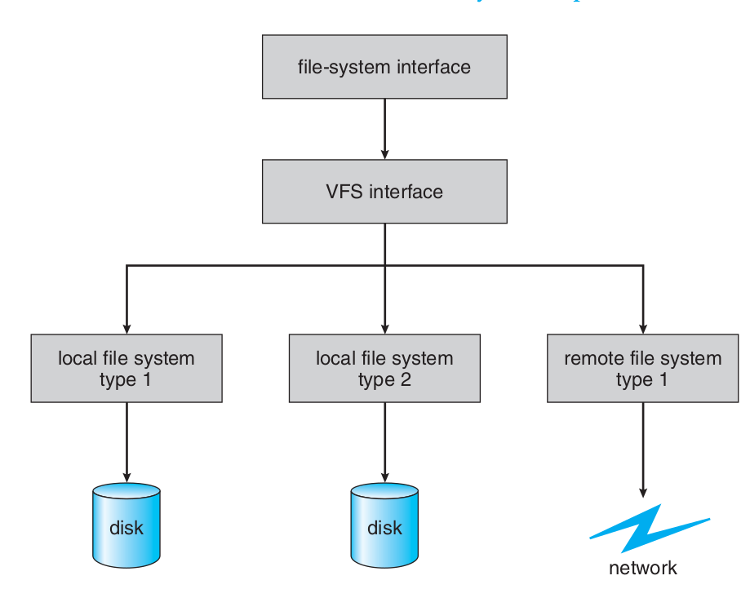 file-system interface
VFS interface
local file system
type 1
local file system
type 2
remote file system
type 1
disk
disk
network